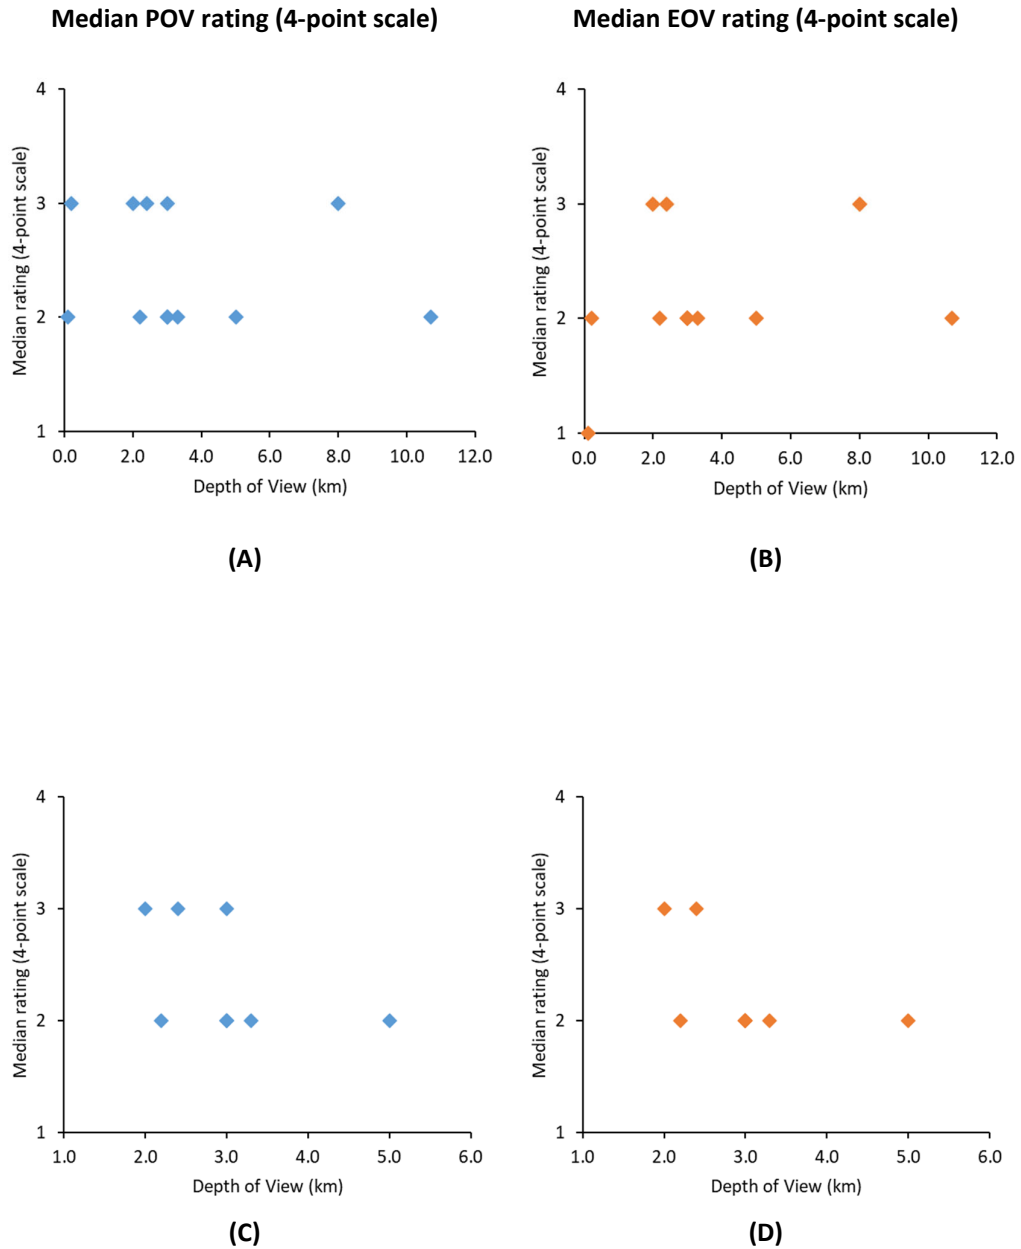 Median POV rating (4-point scale)
Median rating (4-point scale)
4
3
2
1
0.0 2.0 4.0 6.0 8.0 10.0 12.0
Depth of View (km)
(A)
Median EOV rating (4-point scale)
Median rating (4-point scale)
4
3
2
1
0.0 2.0 4.0 6.0 8.0 10.0 12.0
Depth of View (km)
(B)
Median rating (4-point scale)
4
3
2
1
1.0 2.0 3.0 4.0 5.0 6.0
Depth of View (km)
(C)
Median rating (4-point scale)
4
3
2
1
1.0 2.0 3.0 4.0 5.0 6.0
Depth of View (km)
(D)